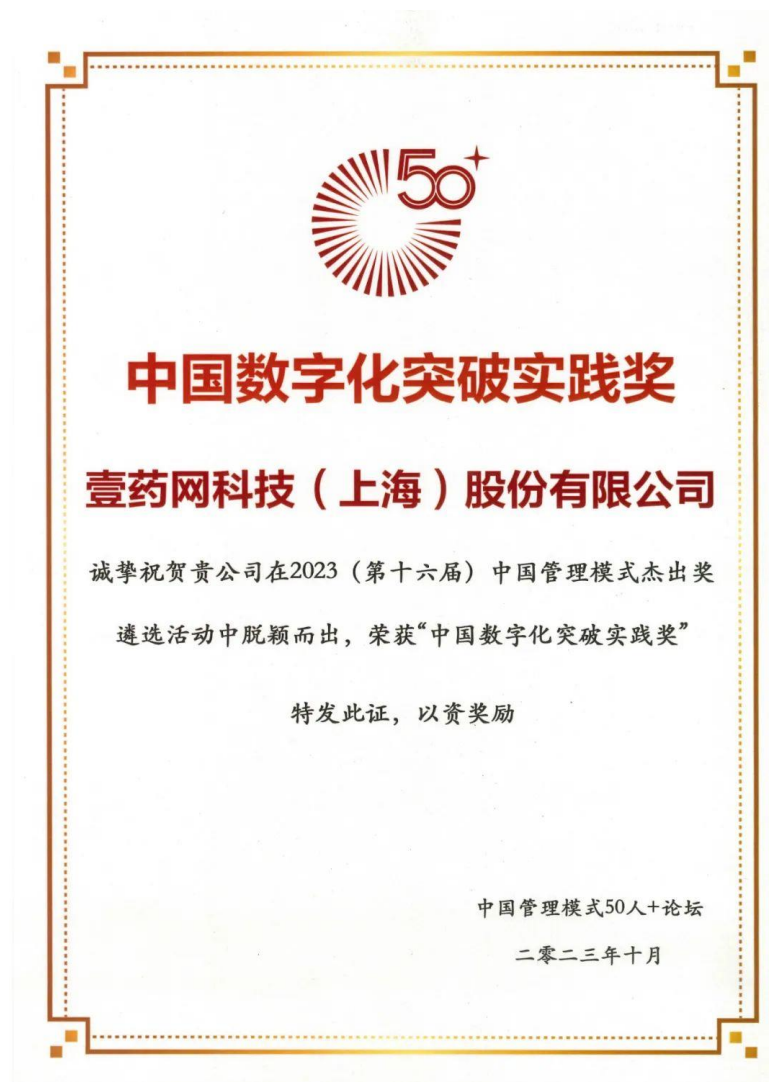 50+
中国数字化突破实践奖
壹药网科技（上海）股份有限公司
诚挚祝贺贵公司在2023（第十六届）中国管理模式杰出奖
遴选活动中脱颖而出，荣获“中国数字化突破实践奖”
特发此证，以资奖励
中国管理模式50人+论坛
二零二三年十月